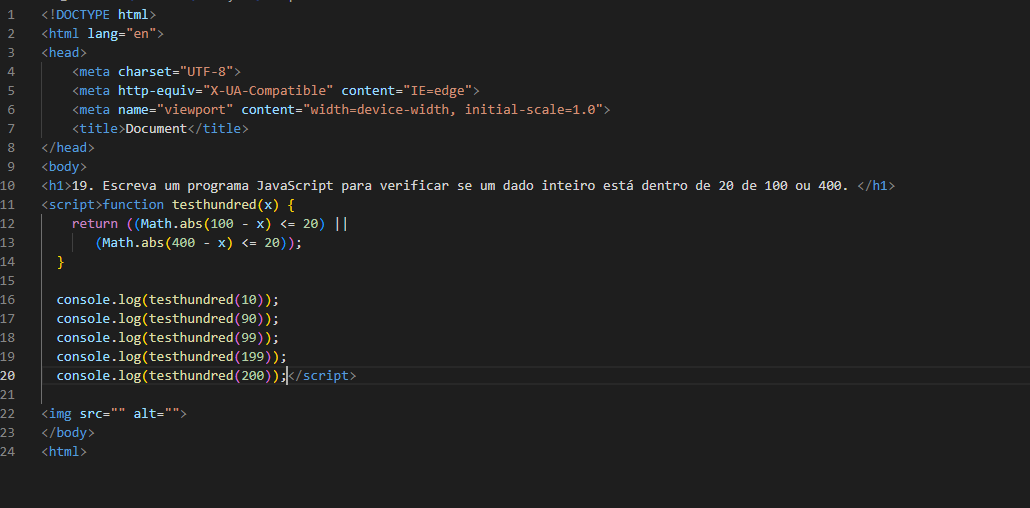 1 <!DOCTYPE html>
2 <html lang="en">
3 <head>
4     <meta charset="UTF-8">
5     <meta http-equiv="X-UA-Compatible" content="IE=edge">
6     <meta name="viewport" content="width=device-width, initial-scale=1.0">
7     <title>Document</title>
8 </head>
9 <body>
10 <h1>19. Escreva um programa JavaScript para verificar se um dado inteiro está dentro de 20 de 100 ou 400. </h1>
11 <script>function testhundred(x) {
12     return ((Math.abs(100 - x) <= 20) ||
13        (Math.abs(400 - x) <= 20));
14   }
15
16   console.log(testhundred(10));
17   console.log(testhundred(90));
18   console.log(testhundred(99));
19   console.log(testhundred(199));
20   console.log(testhundred(200));</script>
21
22 <img src="" alt="">
23 </body>
24 <html>